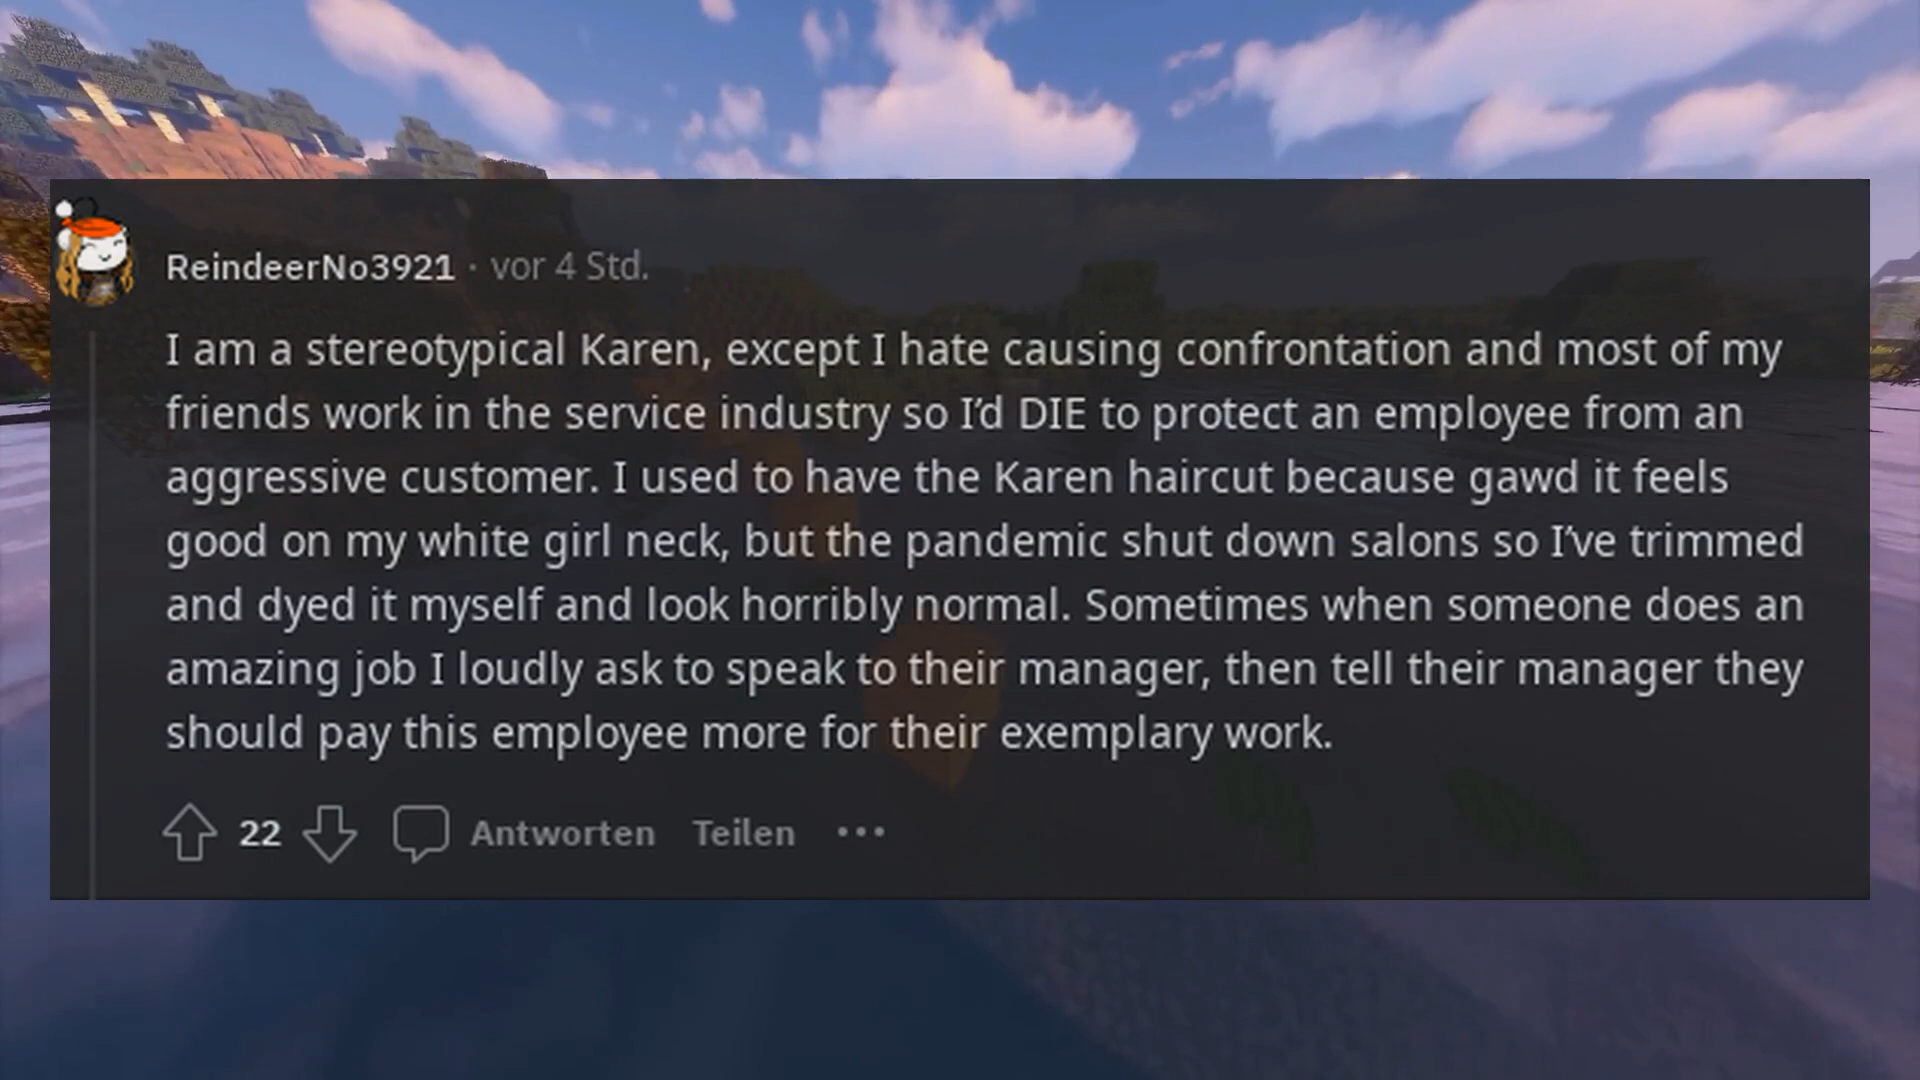 ReindeerNo3921 · vor 4 Std.
I am a stereotypical Karen, except I hate causing confrontation and most of my
friends work in the service industry so I’d DIE to protect an employee from an
aggressive customer. I used to have the Karen haircut because gawd it feels
good on my white girl neck, but the pandemic shut down salons so I’ve trimmed
and dyed it myself and look horribly normal. Sometimes when someone does an
amazing job I loudly ask to speak to their manager, then tell their manager they
should pay this employee more for their exemplary work.
22 Antworten Teilen •••